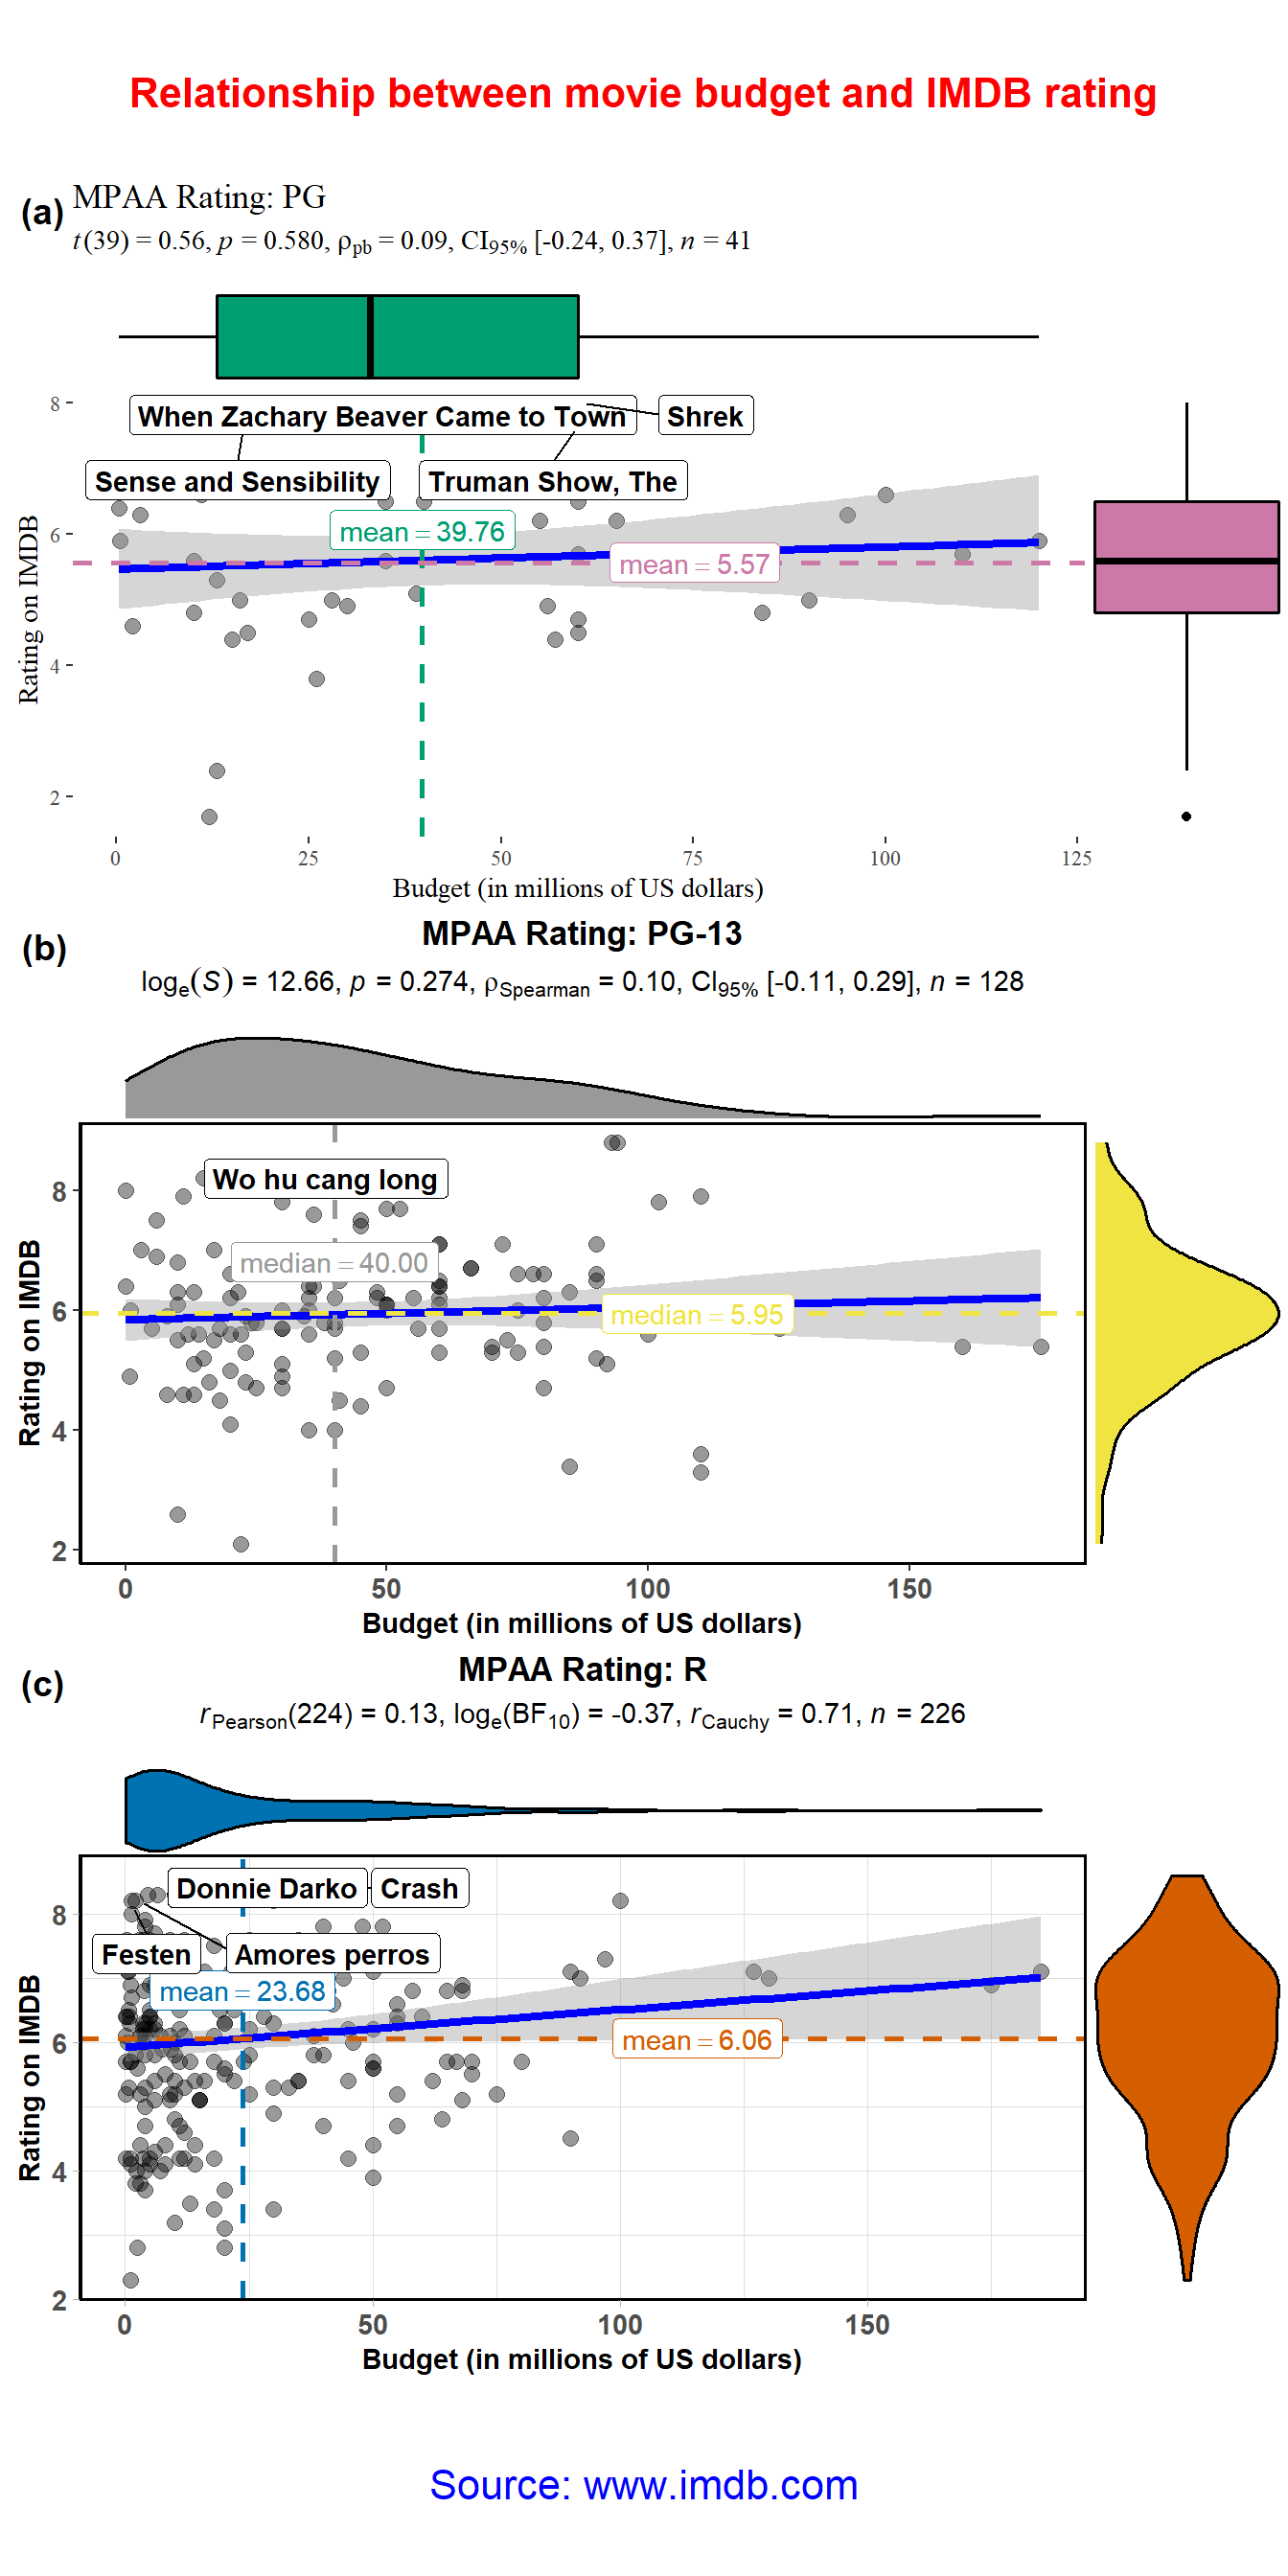 Relationship between movie budget and IMDB rating
(a)
MPAA Rating: PG
t(39) = 0.56, p = 0.580, ρpb = 0.09, CI95% [-0.24, 0.37], n = 41
When Zachary Beaver Came to Town
Shrek
Sense and Sensibility
Truman Show, The
mean = 39.76
mean = 5.57
8
6
4
2
Rating on IMDB
0 25 50 75 100 125
Budget (in millions of US dollars)
(b)
MPAA Rating: PG-13
loge(S) = 12.66, p = 0.274, ρSpearman = 0.10, CI95% [-0.11, 0.29], n = 128
Wo hu cang long
median = 40.00
median = 5.95
8
6
4
2
Rating on IMDB
0 50 100 150
Budget (in millions of US dollars)
(c)
MPAA Rating: R
rPearson(224) = 0.13, loge(BF10) = -0.37, rCauchy = 0.71, n = 226
Donnie Darko
Crash
Festen
Amores perros
mean = 23.68
mean = 6.06
8
6
4
2
Rating on IMDB
0 50 100 150
Budget (in millions of US dollars)
Source: www.imdb.com